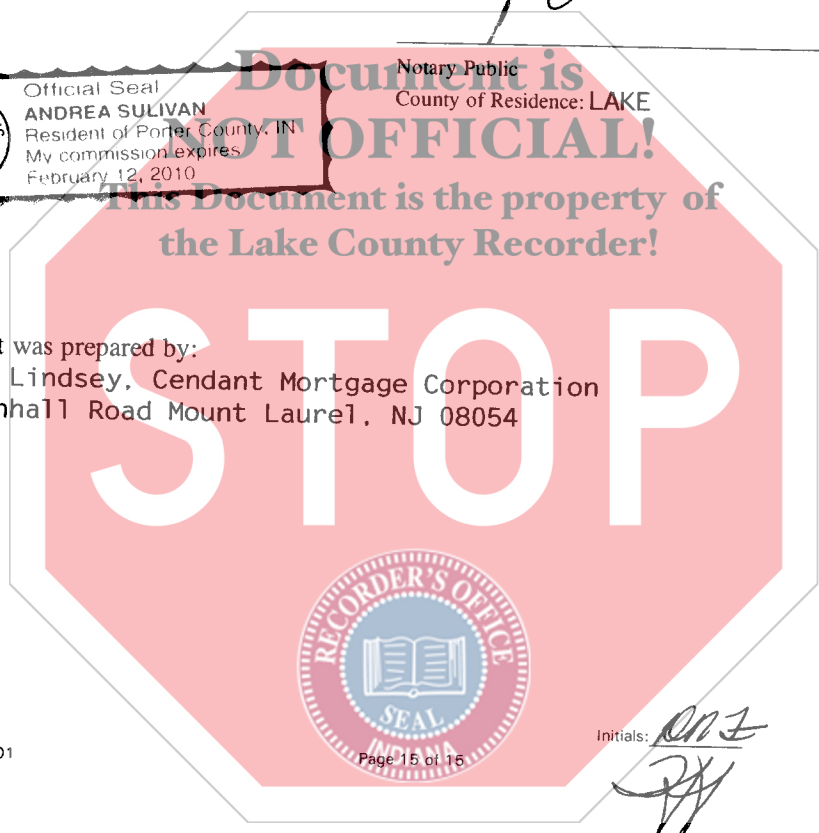 Notary Public
County of Residence: LAKE
Official Seal
ANDREA SULIVAN
Resident of Porter County, IN
My commission expires
February 12, 2010
Document is
NOT OFFICIAL!
This Document is the property of
the Lake County Recorder!
STOP
was prepared by:
Lindsey, Cendant Mortgage Corporation
Road Mount Laurel, NJ 08054
RECORDER'S OFFICE
SEAL
INDIANA
Initials:
Page 15 of 15